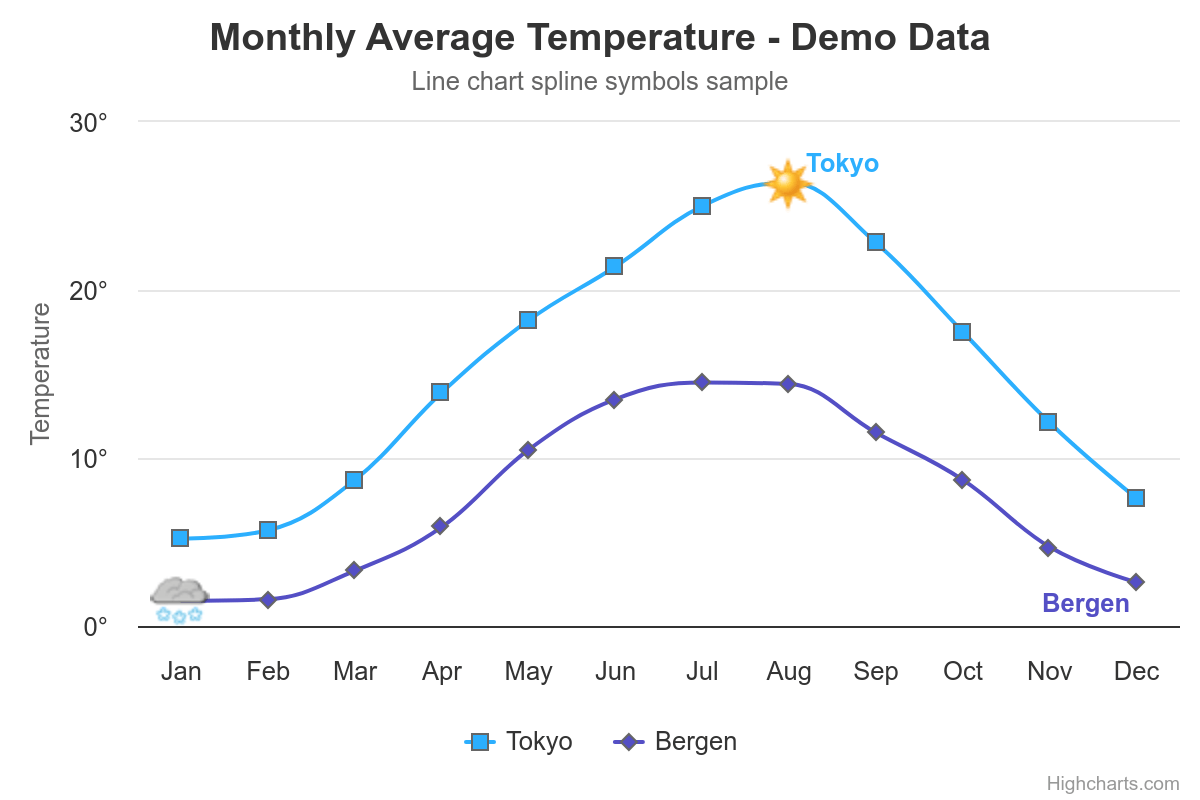 Monthly Average Temperature - Demo Data
Line chart spline symbols sample
Temperature
30°
20°
10°
0°
Tokyo
Bergen
Jan Feb Mar Apr May Jun Jul Aug Sep Oct Nov Dec
Tokyo Bergen
Highcharts.com